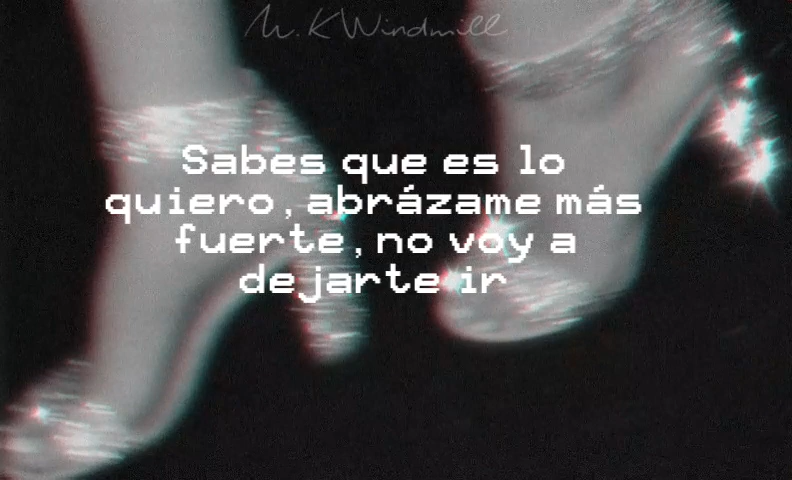 M.K Windmill
Sabes que es lo
quiero, abrázame más
fuerte, no voy a
dejarte ir